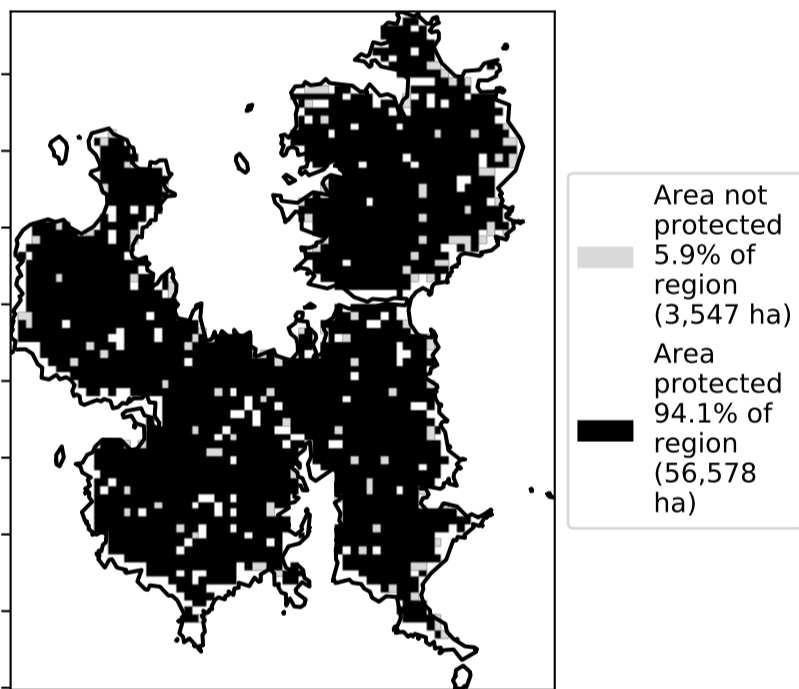 Area not
protected
5.9% of
region
(3,547 ha)
Area
protected
94.1% of
region
(56,578
ha)